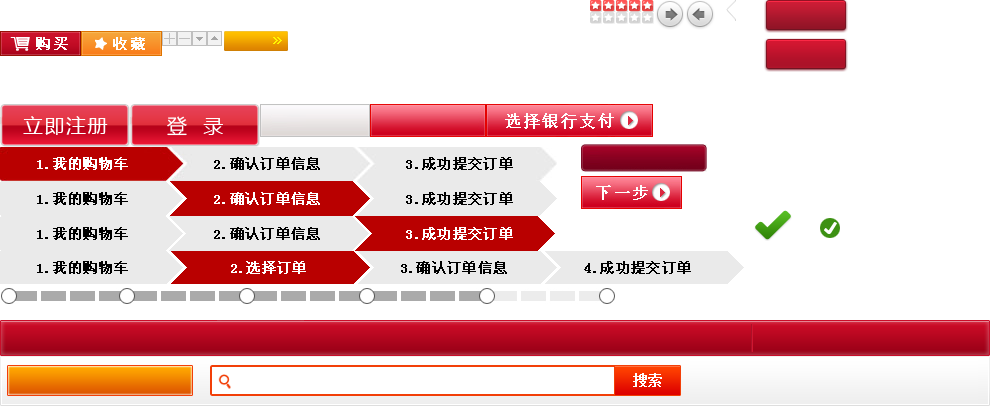 购买 收藏 »
立即注册 登 录 选择银行支付
1.我的购物车 2.确认订单信息 3.成功提交订单
下一步
1.我的购物车 2.确认订单信息 3.成功提交订单
1.我的购物车 2.确认订单信息 3.成功提交订单
1.我的购物车 2.选择订单 3.确认订单信息 4.成功提交订单
搜索